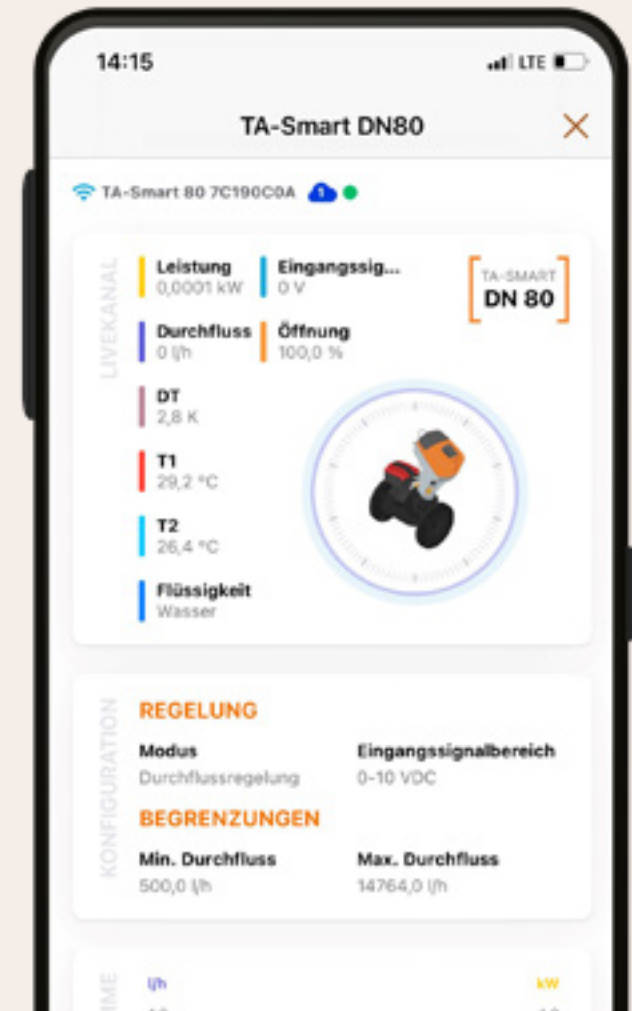 14:15 LTE
TA-Smart DN80
TA-Smart 80 7C190C0A 1
LIVEKANAL
Leistung
0,0001 kW
Eingangssig...
0 V
TA-SMART
DN 80
Durchfluss
0 l/h
Öffnung
100,0 %
DT
2,8 K
T1
29,2 °C
T2
26,4 °C
Flüssigkeit
Wasser
KONFIGURATION
REGELUNG
Modus
Durchflussregelung
Eingangssignalbereich
0-10 VDC
BEGRENZUNGEN
Min. Durchfluss
500,0 l/h
Max. Durchfluss
14764,0 l/h
l/h
kW